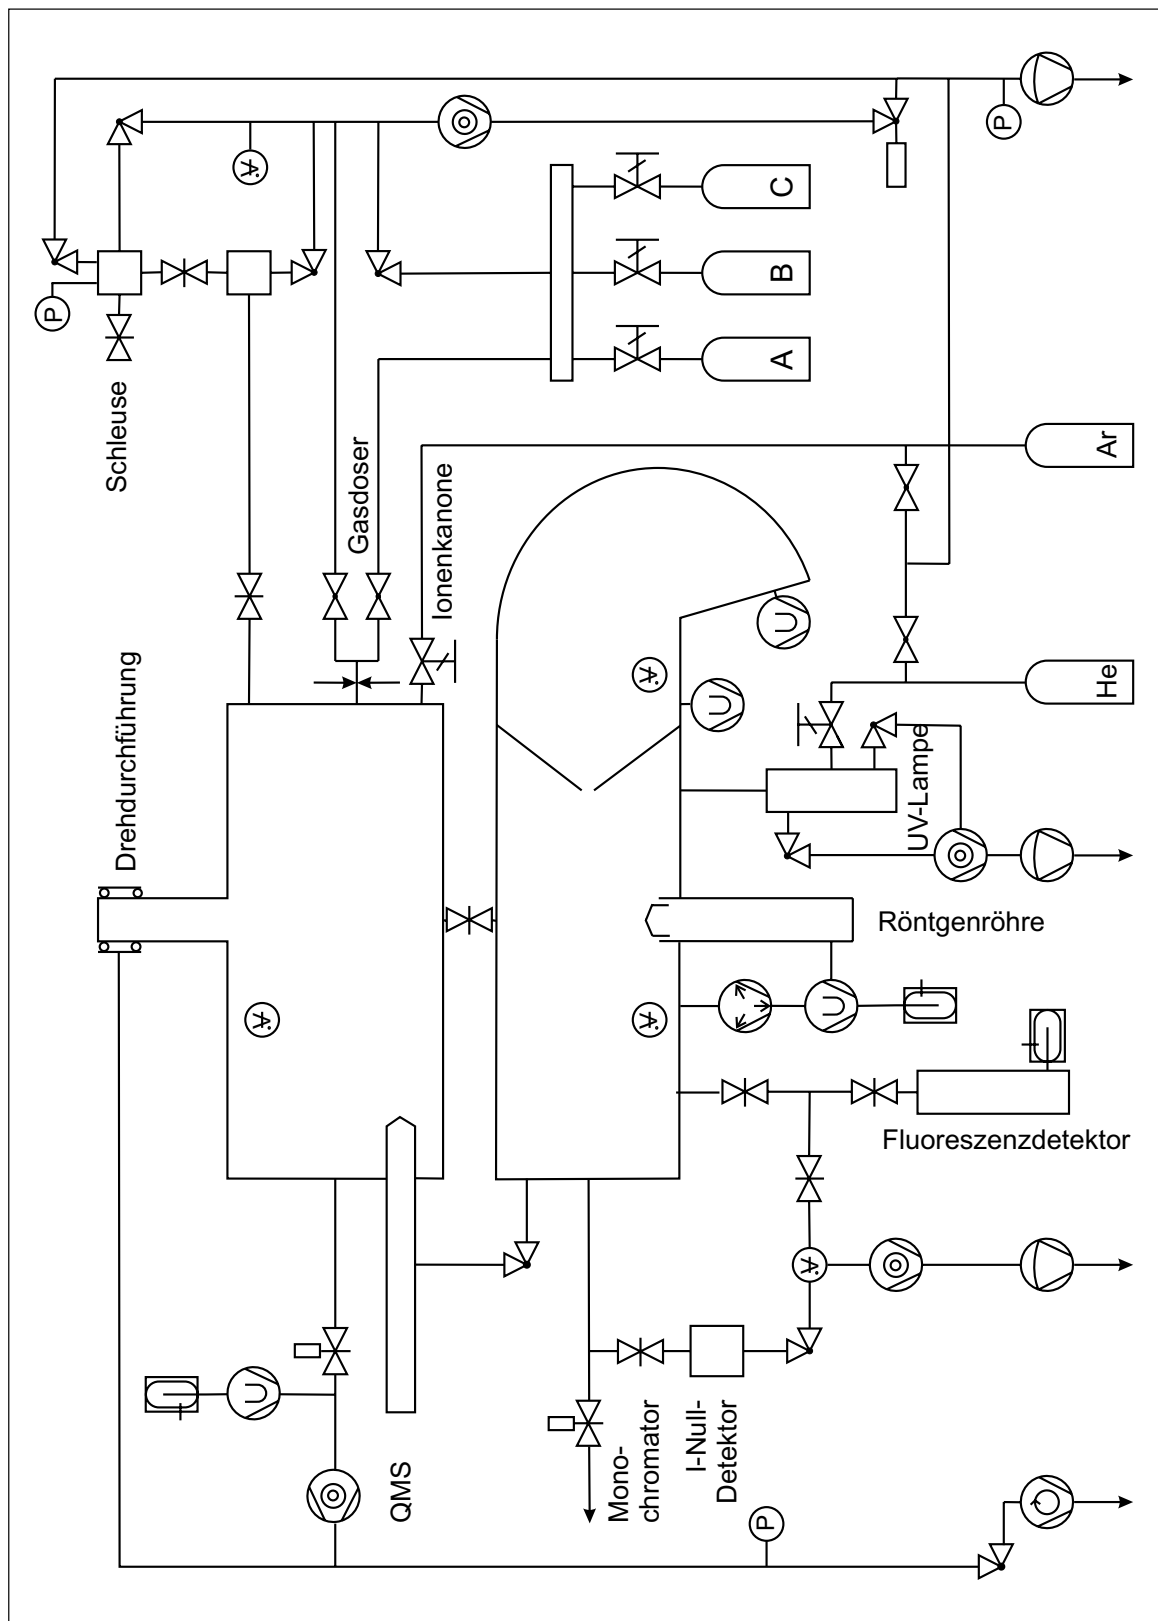 P
A
P
C
B
A
Schleuse
Gasdoser
Ionenkanone
Ar
Drehdurchführung
U
A
U
He
UV-Lampe
Röntgenröhre
A
A
U
Fluoreszenzdetektor
A
U
QMS
Mono-
chromator
I-Null-
Detektor
P